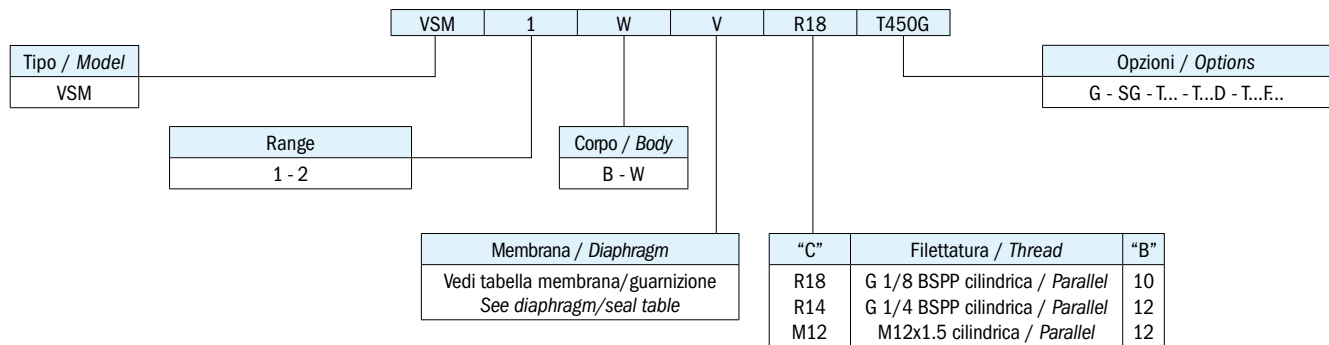 VSM 1 W V R18 T450G
Tipo / Model
VSM
Opzioni / Options
G - SG - T... - T...D - T...F...
Range
1 - 2
Corpo / Body
B - W
Membrana / Diaphragm
Vedi tabella membrana/guarnizione
See diaphragm/seal table
“C” Filettatura / Thread “B”
R18 G 1/8 BSPP cilindrica / Parallel 10
R14 G 1/4 BSPP cilindrica / Parallel 12
M12 M12x1.5 cilindrica / Parallel 12